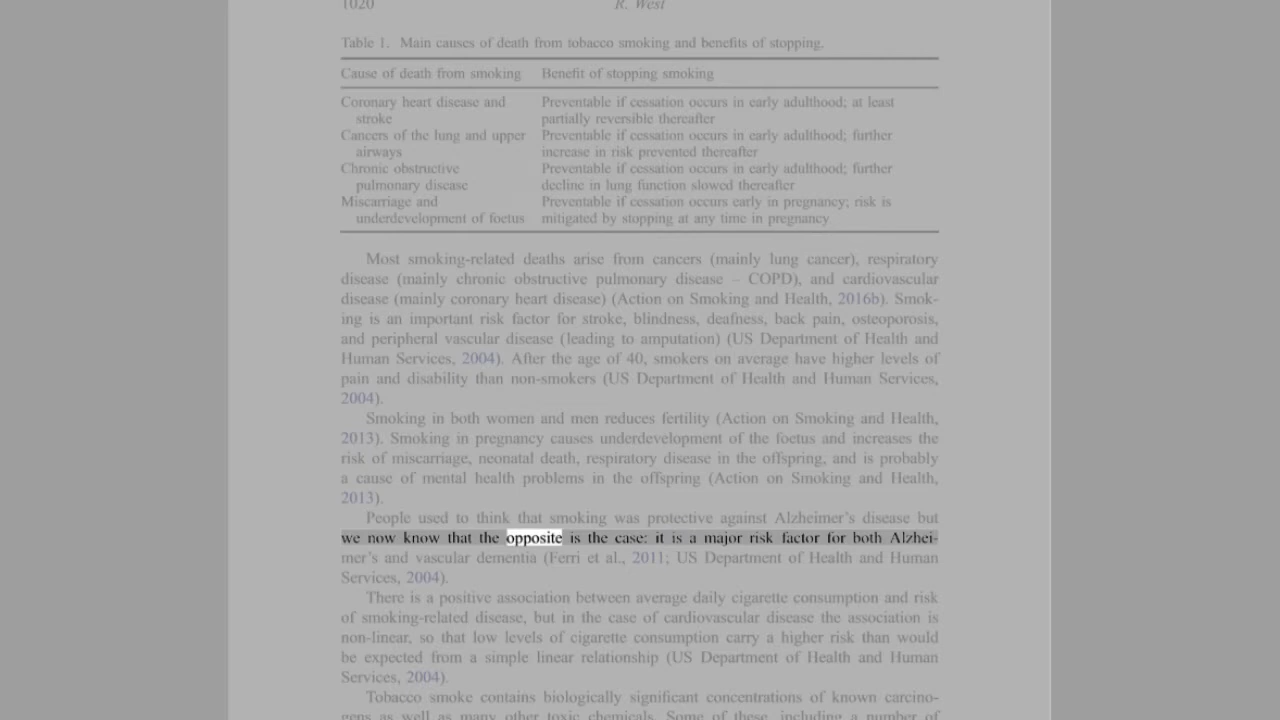 1020
R. West
Table 1. Main causes of death from tobacco smoking and benefits of stopping.
Cause of death from smoking Benefit of stopping smoking
Coronary heart disease and Preventable if cessation occurs in early adulthood; at least
stroke partially reversible thereafter
Cancers of the lung and upper Preventable if cessation occurs in early adulthood; further
airways increase in risk prevented thereafter
Chronic obstructive Preventable if cessation occurs in early adulthood; further
pulmonary disease decline in lung function slowed thereafter
Miscarriage and Preventable if cessation occurs early in pregnancy; risk is
underdevelopment of foetus mitigated by stopping at any time in pregnancy
Most smoking-related deaths arise from cancers (mainly lung cancer), respiratory
disease (mainly chronic obstructive pulmonary disease – COPD), and cardiovascular
disease (mainly coronary heart disease) (Action on Smoking and Health, 2016b). Smok-
ing is an important risk factor for stroke, blindness, deafness, back pain, osteoporosis,
and peripheral vascular disease (leading to amputation) (US Department of Health and
Human Services, 2004). After the age of 40, smokers on average have higher levels of
pain and disability than non-smokers (US Department of Health and Human Services,
2004).
Smoking in both women and men reduces fertility (Action on Smoking and Health,
2013). Smoking in pregnancy causes underdevelopment of the foetus and increases the
risk of miscarriage, neonatal death, respiratory disease in the offspring, and is probably
a cause of mental health problems in the offspring (Action on Smoking and Health,
2013).
People used to think that smoking was protective against Alzheimer's disease but
we now know that the opposite is the case: it is a major risk factor for both Alzhei-
mer's and vascular dementia (Ferri et al., 2011; US Department of Health and Human
Services, 2004).
There is a positive association between average daily cigarette consumption and risk
of smoking-related disease, but in the case of cardiovascular disease the association is
non-linear, so that low levels of cigarette consumption carry a higher risk than would
be expected from a simple linear relationship (US Department of Health and Human
Services, 2004).
Tobacco smoke contains biologically significant concentrations of known carcino-
gens as well as many other toxic chemicals. Some of these, including a number of